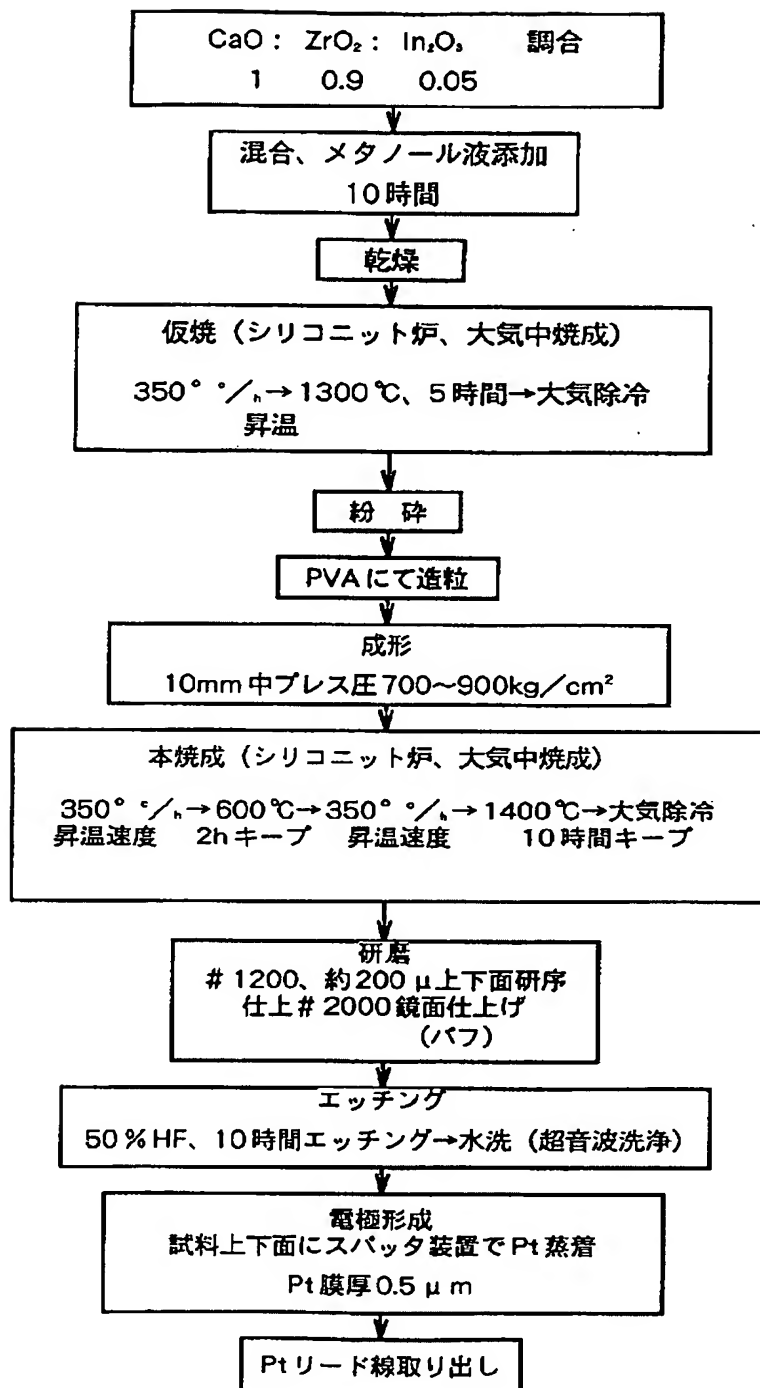 CaO : ZrO₂ : In₂O₃ 調合
1 0.9 0.05
混合、メタノール液添加
10時間
乾燥
仮焼（シリコニット炉、大気中焼成）
350° °/h→1300℃、5時間→大気除冷
昇温
粉 砕
PVAにて造粒
成形
10mm中プレス圧700〜900kg/cm²
本焼成（シリコニット炉、大気中焼成）
350° °/h→600℃→350° °/h→1400℃→大気除冷
昇温速度 2hキープ 昇温速度 10時間キープ
研磨
#1200、約200μ上下面研序
仕上#2000鏡面仕上げ
（バフ）
エッチング
50%HF、10時間エッチング→水洗（超音波洗浄）
電極形成
試料上下面にスパッタ装置でPt蒸着
Pt膜厚0.5μm
Ptリード線取り出し